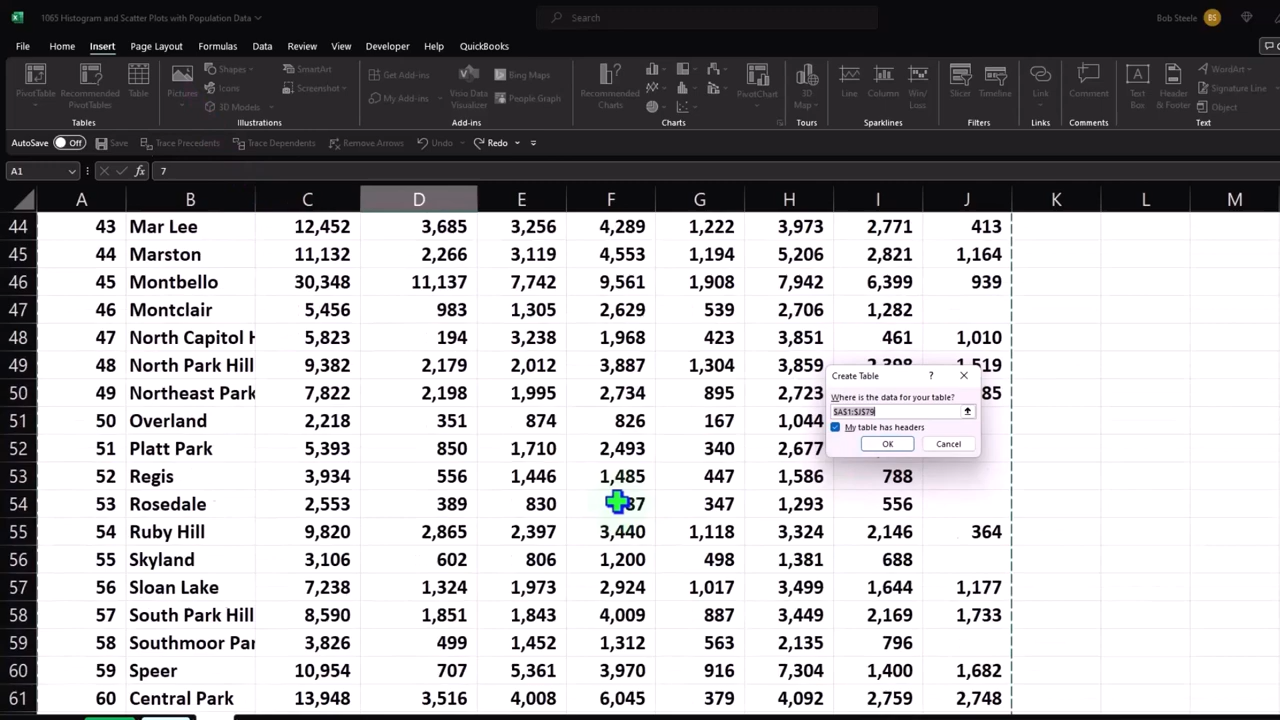 1065 Histogram and Scatter Plots with Population Data
Search
Bob Steele BS
File Home Insert Page Layout Formulas Data Review View Developer Help QuickBooks
PivotTable Recommended PivotTables Table Pictures Shapes Icons 3D Models SmartArt Screenshot Get Add-ins My Add-ins Visio Data Visualizer Bing Maps People Graph Recommended Charts PivotChart 3D Map Line Column Win/Loss Slicer Timeline Link Comment Text Box Header & Footer WordArt Signature Line Object
Tables Illustrations Add-ins Charts Tours Sparklines Filters Links Comments Text
AutoSave Off Save Trace Precedents Trace Dependents Remove Arrows Undo Redo
A1 fx 7
A B C D E F G H I J K L M
44 43 Mar Lee 12,452 3,685 3,256 4,289 1,222 3,973 2,771 413
45 44 Marston 11,132 2,266 3,119 4,553 1,194 5,206 2,821 1,164
46 45 Montbello 30,348 11,137 7,742 9,561 1,908 7,942 6,399 939
47 46 Montclair 5,456 983 1,305 2,629 539 2,706 1,282
48 47 North Capitol H 5,823 194 3,238 1,968 423 3,851 461 1,010
49 48 North Park Hill 9,382 2,179 2,012 3,887 1,304 3,859 2,398 1,519
50 49 Northeast Park 7,822 2,198 1,995 2,734 895 2,723 85
51 50 Overland 2,218 351 874 826 167 1,044
52 51 Platt Park 5,393 850 1,710 2,493 340 2,677
53 52 Regis 3,934 556 1,446 1,485 447 1,586 788
54 53 Rosedale 2,553 389 830 37 347 1,293 556
55 54 Ruby Hill 9,820 2,865 2,397 3,440 1,118 3,324 2,146 364
56 55 Skyland 3,106 602 806 1,200 498 1,381 688
57 56 Sloan Lake 7,238 1,324 1,973 2,924 1,017 3,499 1,644 1,177
58 57 South Park Hill 8,590 1,851 1,843 4,009 887 3,449 2,169 1,733
59 58 Southmoor Par 3,826 499 1,452 1,312 563 2,135 796
60 59 Speer 10,954 707 5,361 3,970 916 7,304 1,400 1,682
61 60 Central Park 13,948 3,516 4,008 6,045 379 4,092 2,759 2,748
Create Table ?
Where is the data for your table?
$A$1:$J$79
My table has headers
OK Cancel